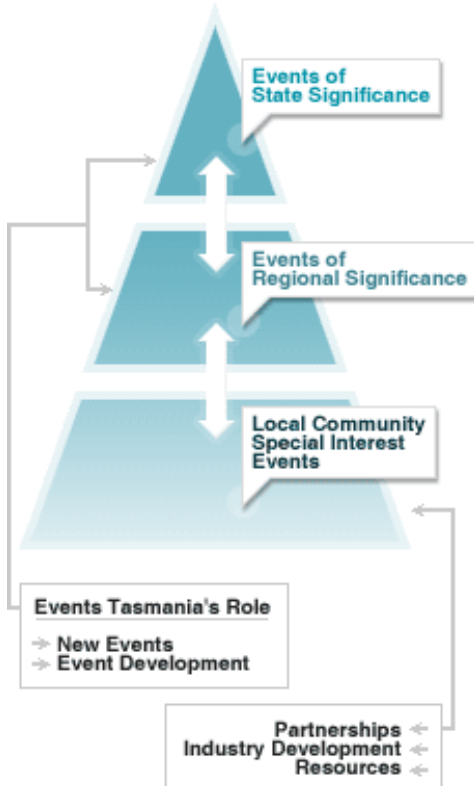 Events of
State Significance
Events of
Regional Significance
Local Community
Special Interest
Events
Events Tasmania's Role
New Events
Event Development
Partnerships
Industry Development
Resources